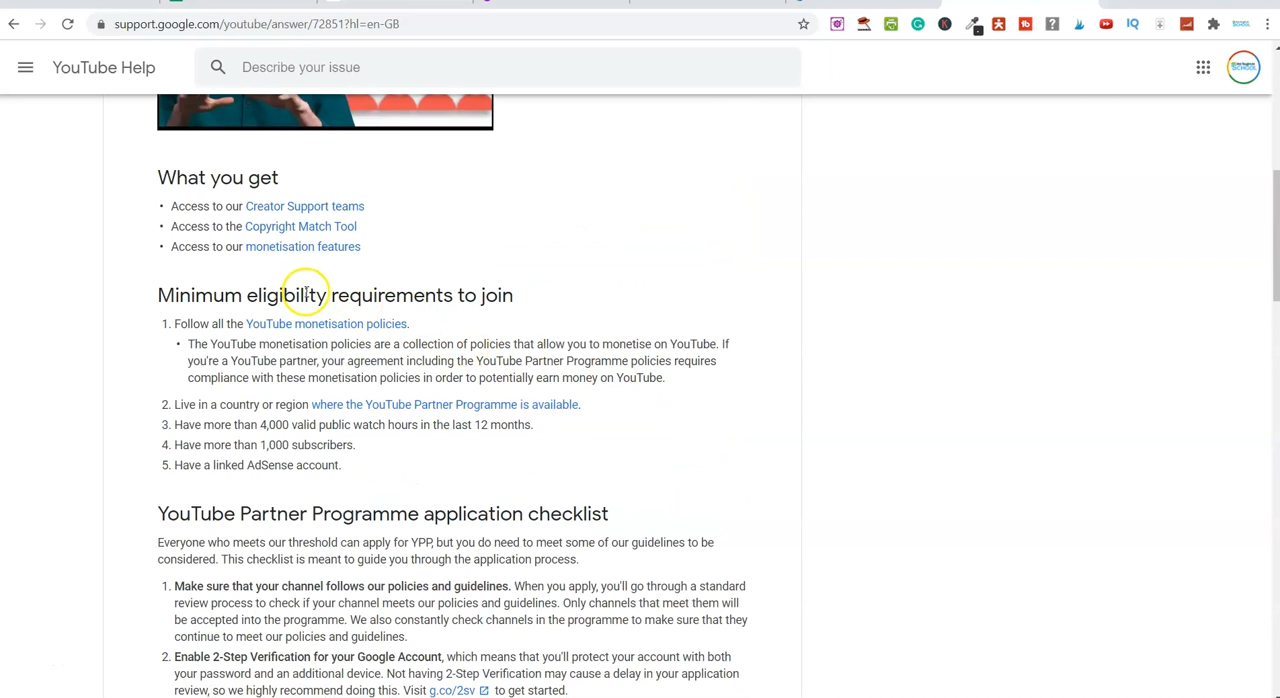 support.google.com/youtube/answer/72851?hl=en-GB
YouTube Help
Describe your issue
What you get
• Access to our Creator Support teams
• Access to the Copyright Match Tool
• Access to our monetisation features
Minimum eligibility requirements to join
1. Follow all the YouTube monetisation policies.
• The YouTube monetisation policies are a collection of policies that allow you to monetise on YouTube. If
you're a YouTube partner, your agreement including the YouTube Partner Programme policies requires
compliance with these monetisation policies in order to potentially earn money on YouTube.
2. Live in a country or region where the YouTube Partner Programme is available.
3. Have more than 4,000 valid public watch hours in the last 12 months.
4. Have more than 1,000 subscribers.
5. Have a linked AdSense account.
YouTube Partner Programme application checklist
Everyone who meets our threshold can apply for YPP, but you do need to meet some of our guidelines to be
considered. This checklist is meant to guide you through the application process.
1. Make sure that your channel follows our policies and guidelines. When you apply, you'll go through a standard
review process to check if your channel meets our policies and guidelines. Only channels that meet them will
be accepted into the programme. We also constantly check channels in the programme to make sure that they
continue to meet our policies and guidelines.
2. Enable 2-Step Verification for your Google Account, which means that you'll protect your account with both
your password and an additional device. Not having 2-Step Verification may cause a delay in your application
review, so we highly recommend doing this. Visit g.co/2sv to get started.